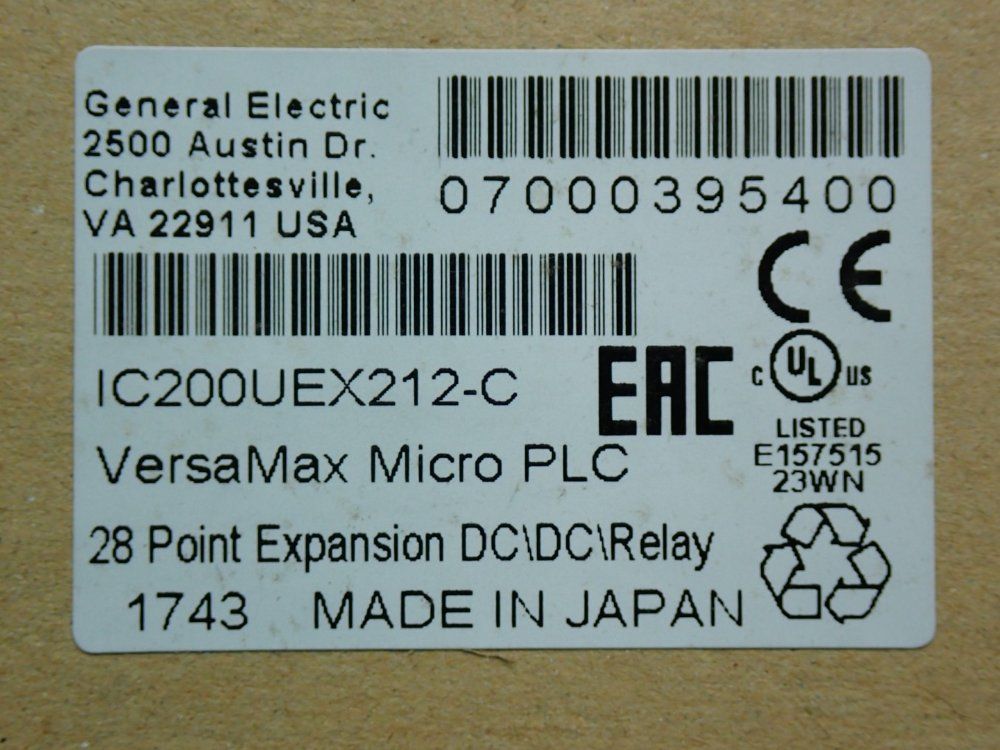 General Electric
2500 Austin Dr.
Charlottesville,
VA 22911 USA
07000395400
CE
IC200UEX212-C
EAC
C UL US
LISTED
E157515
23WN
VersaMax Micro PLC
28 Point Expansion DC\DC\Relay
1743 MADE IN JAPAN